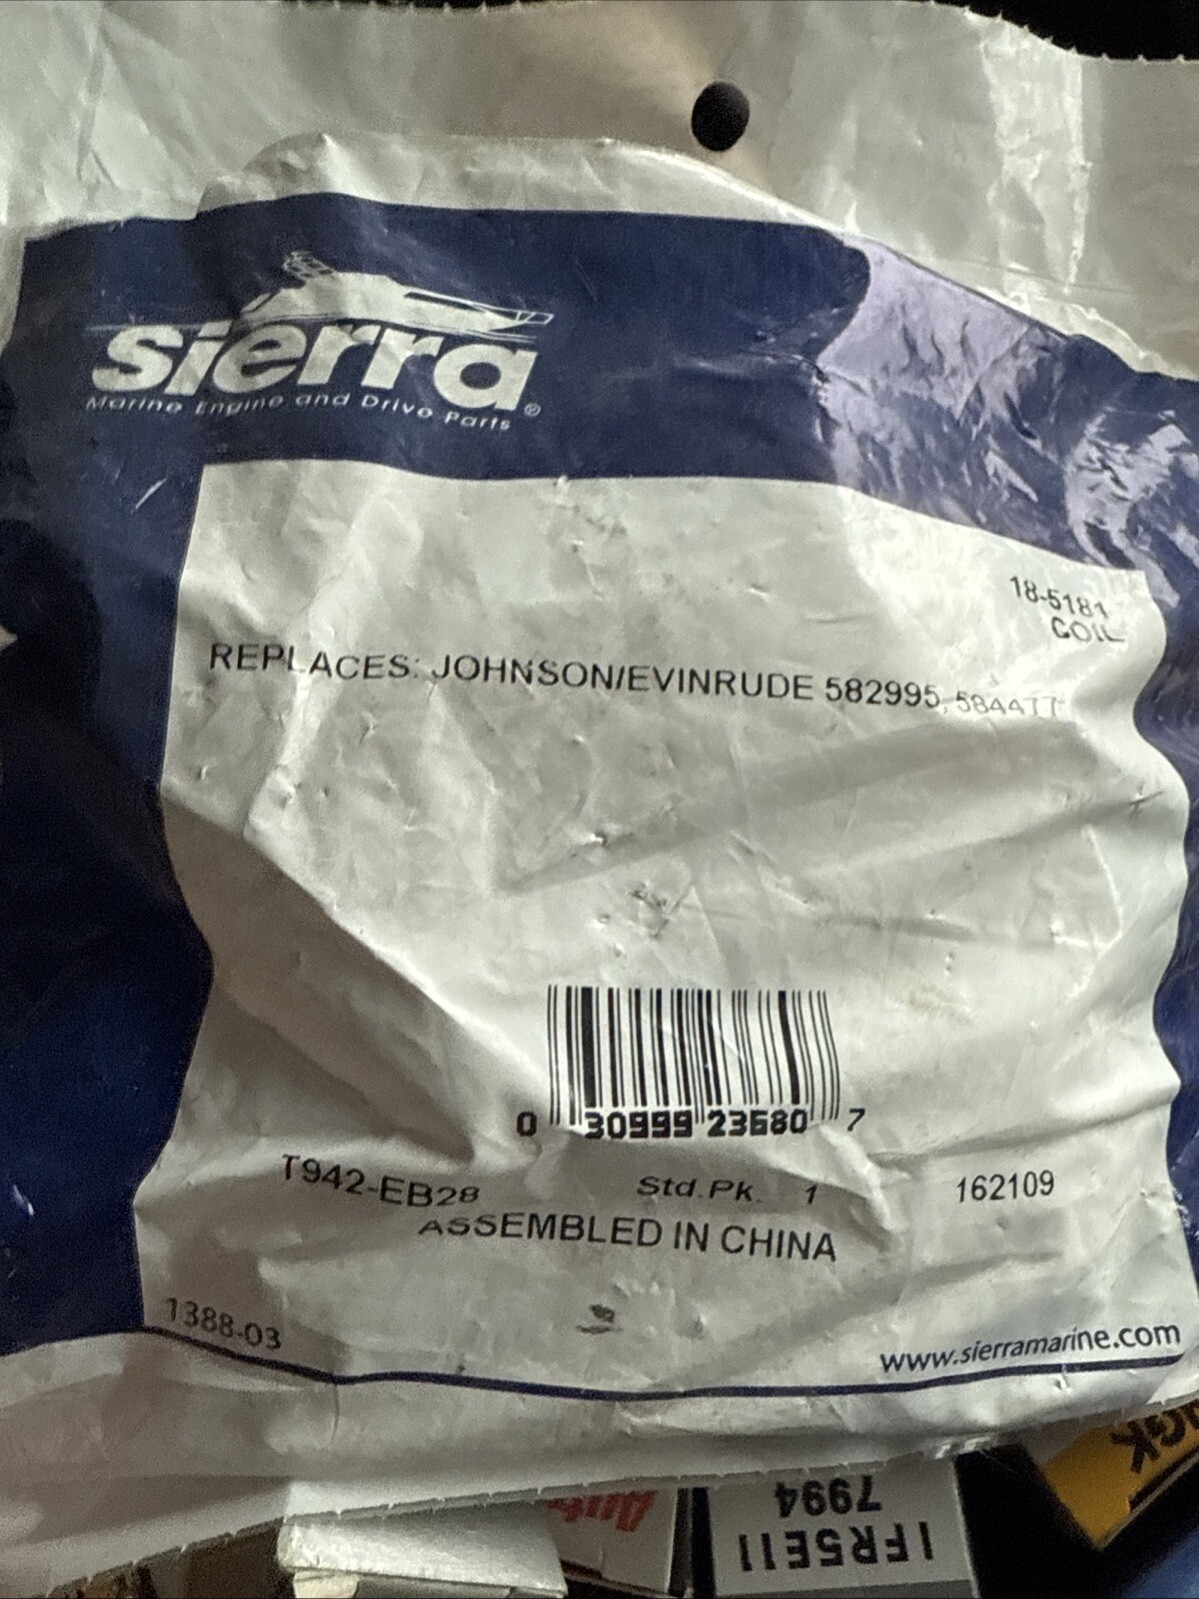 sierra
Marine Engine and Drive Parts®
18-5181
COIL
REPLACES: JOHNSON/EVINRUDE 582995, 584477
0 30999 23680 7
T942-EB28 Std.Pk. 1 162109
ASSEMBLED IN CHINA
1388-03
www.sierramarine.com
NGK
7994
IFR5E11